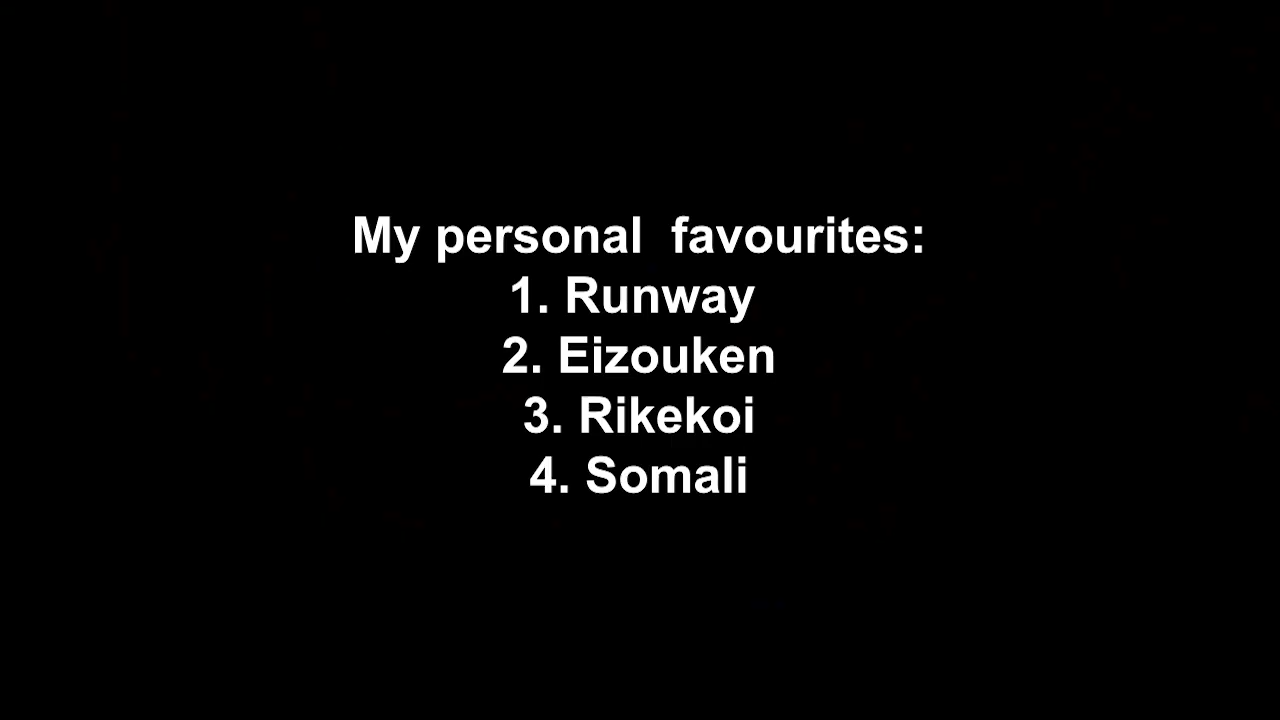 My personal  favourites:
1. Runway
2. Eizouken
3. Rikekoi
4. Somali